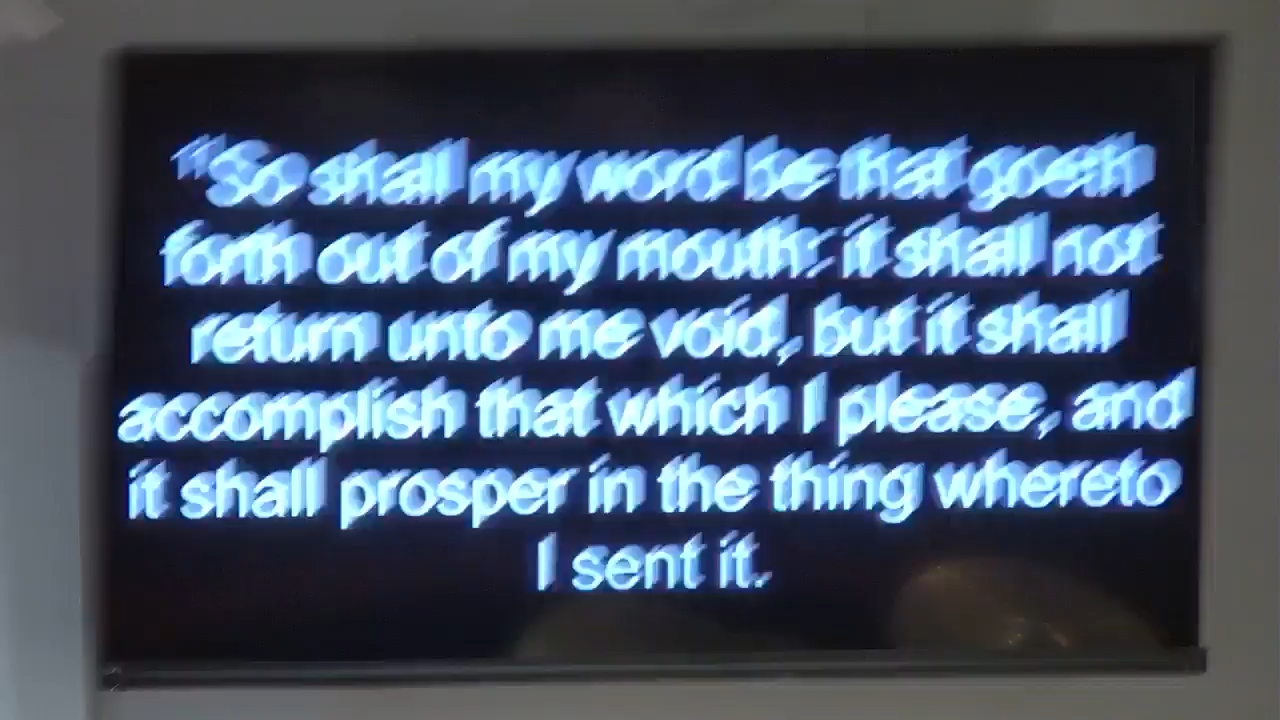 "So shall my word be that goeth
forth out of my mouth: it shall not
return unto me void, but it shall
accomplish that which I please, and
it shall prosper in the thing whereto
I sent it.